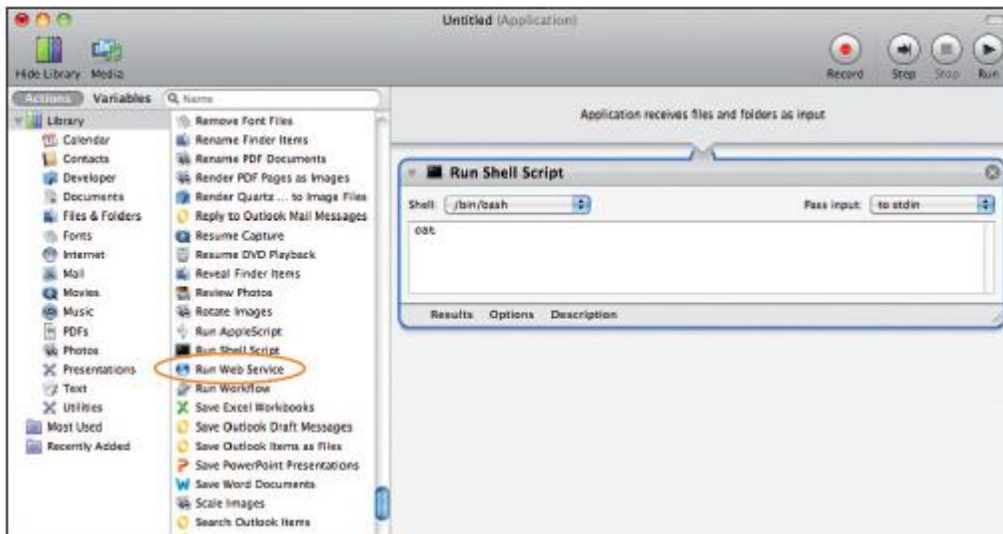 Untitled (Application)
Hide Library Media
Record Step Stop Run
Actions Variables Name
Library
Calendar
Contacts
Developer
Documents
Files & Folders
Fonts
Internet
Mail
Movies
Music
PDFs
Photos
Presentations
Text
Utilities
Most Used
Recently Added
Remove Font Files
Rename Finder Items
Rename PDF Documents
Render PDF Pages as Images
Render Quartz ... to Image Files
Reply to Outlook Mail Messages
Resume Capture
Resume DVD Playback
Reveal Finder Items
Review Photos
Rotate Images
Run AppleScript
Run Shell Script
Run Web Service
Run Workflow
Save Excel Workbooks
Save Outlook Draft Messages
Save Outlook Items as Files
Save PowerPoint Presentations
Save Word Documents
Scale Images
Search Outlook Items
Application receives files and folders as input
Run Shell Script
Shell: /bin/bash Pass input: to stdin
cat
Results Options Description